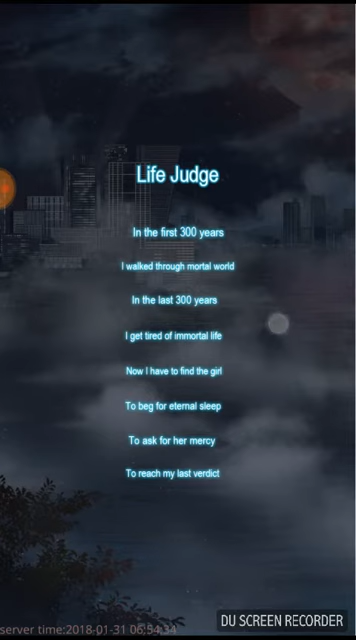 Life Judge
In the first 300 years
I walked through mortal world
In the last 300 years
I get tired of immortal life
Now I have to find the girl
To beg for eternal sleep
To ask for her mercy
To reach my last verdict
DU SCREEN RECORDER
server time:2018-01-31 06:54:34